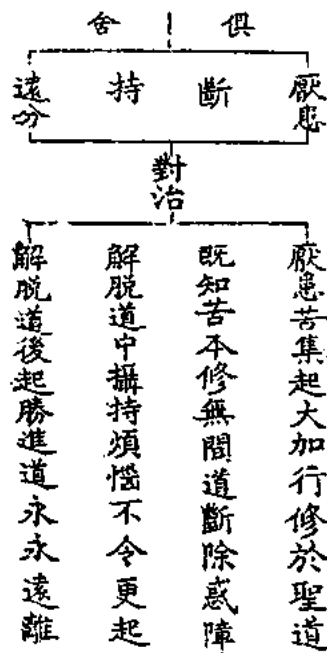 俱舍
厭患
斷
持
遠分
對治
厭患苦集起大加行修於聖道
既知苦本修無間道斷除惑障
解脫道中攝持煩惱不令更起
解脫道後起勝進道永永遠離